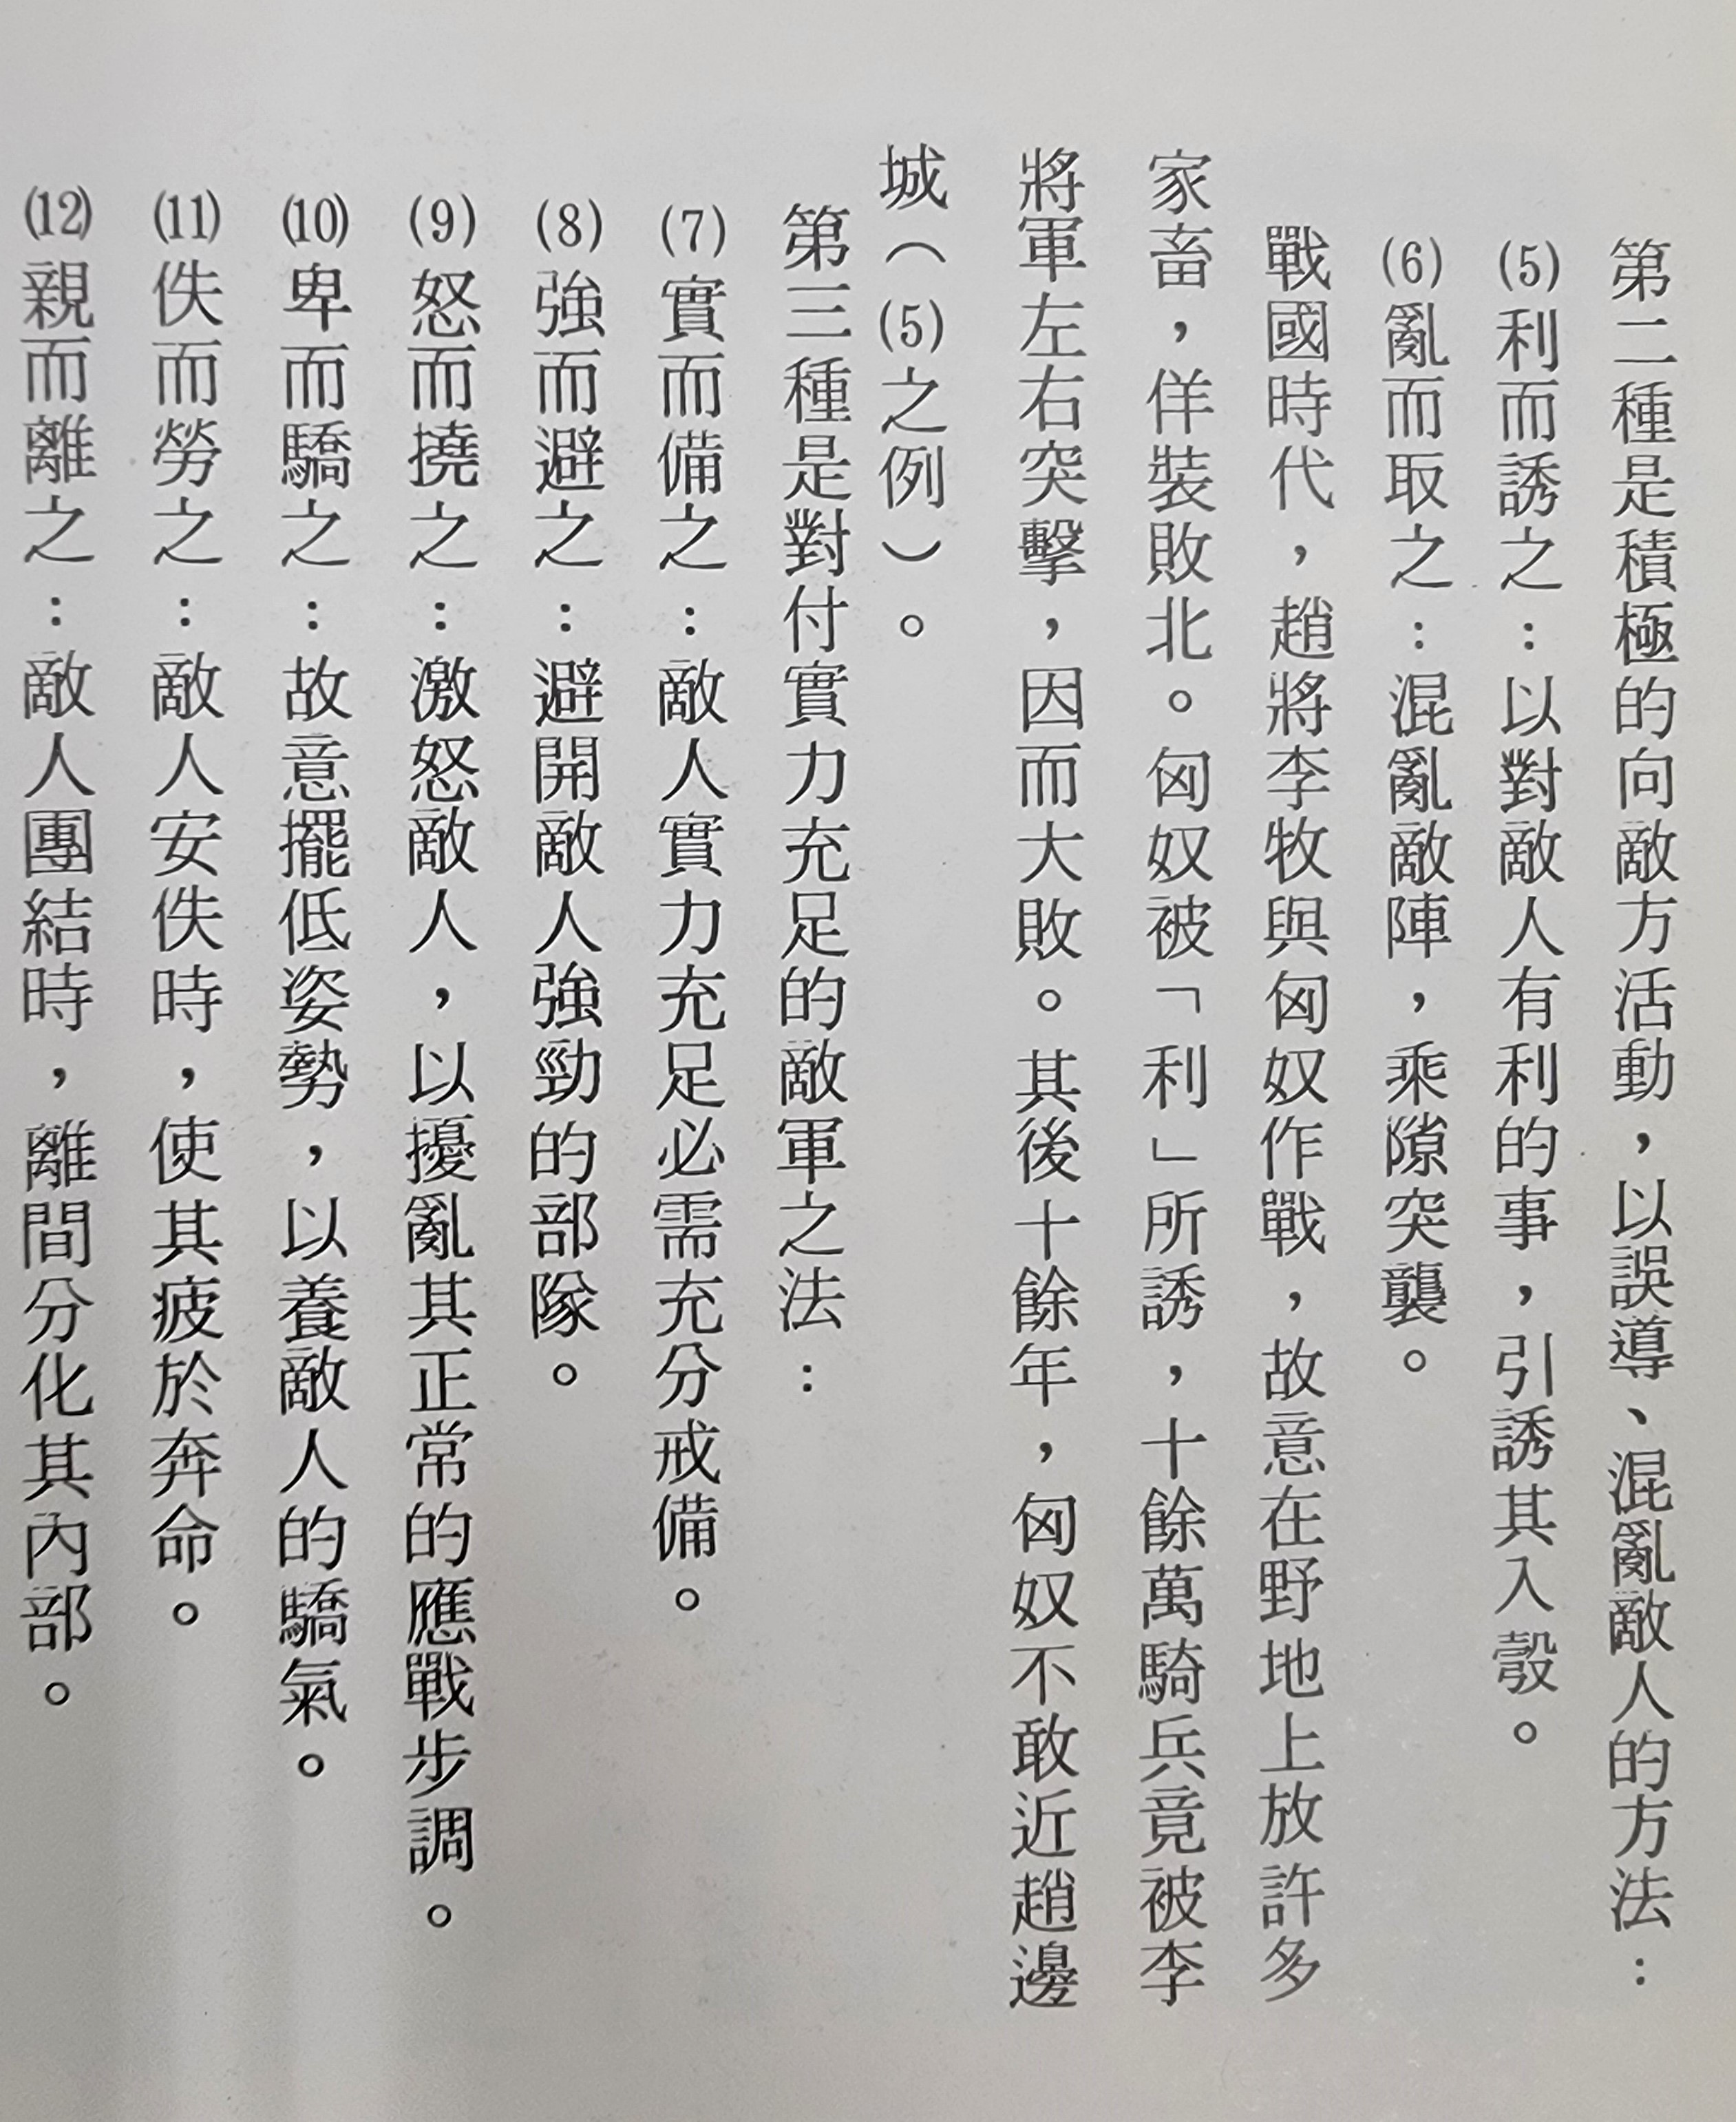 第二種是積極的向敵方活動，以誤導、混亂敵人的方法：
(5)利而誘之：以對敵人有利的事，引誘其入彀。
(6)亂而取之：混亂敵陣，乘隙突襲。
戰國時代，趙將李牧與匈奴作戰，故意在野地上放許多
家畜，佯裝敗北。匈奴被「利」所誘，十餘萬騎兵竟被李
將軍左右突擊，因而大敗。其後十餘年，匈奴不敢近趙邊
城（(5)之例）。
第三種是對付實力充足的敵軍之法：
(7)實而備之：敵人實力充足必需充分戒備。
(8)強而避之：避開敵人強勁的部隊。
(9)怒而撓之：激怒敵人，以擾亂其正常的應戰步調。
(10)卑而驕之：故意擺低姿勢，以養敵人的驕氣。
(11)佚而勞之：敵人安佚時，使其疲於奔命。
(12)親而離之：敵人團結時，離間分化其內部。